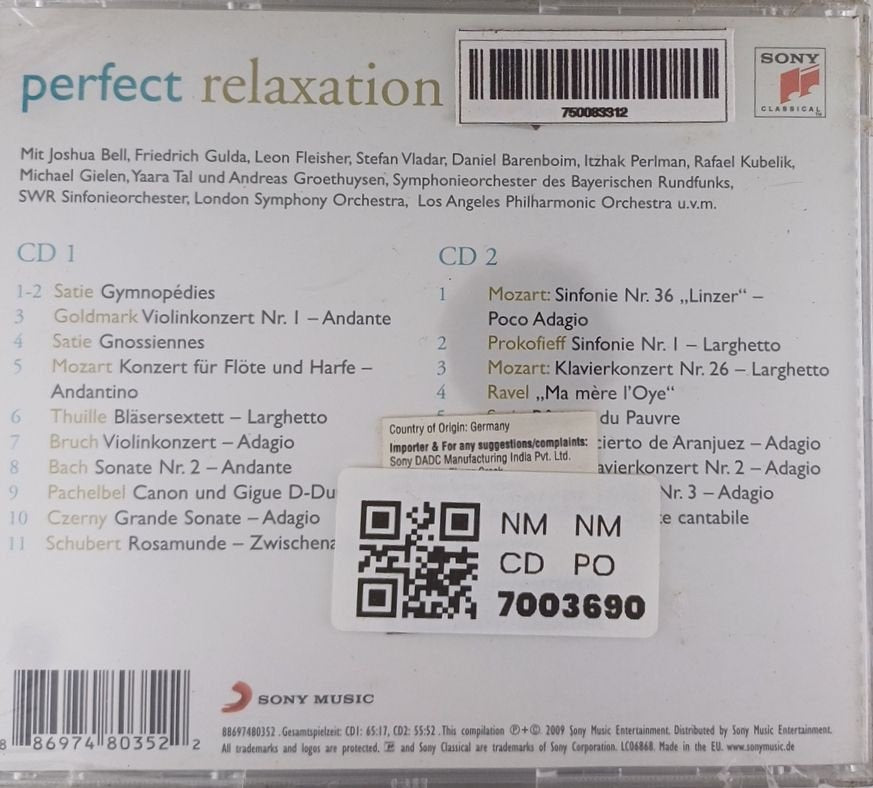 perfect relaxation
750083312
SONY
CLASSICAL
Mit Joshua Bell, Friedrich Gulda, Leon Fleisher, Stefan Vladar, Daniel Barenboim, Itzhak Perlman, Rafael Kubelik,
Michael Gielen, Yaara Tal und Andreas Groethuysen, Symphonieorchester des Bayerischen Rundfunks,
SWR Sinfonieorchester, London Symphony Orchestra, Los Angeles Philharmonic Orchestra u.v.m.
CD 1
1-2 Satie Gymnopédies
3 Goldmark Violinkonzert Nr. 1 – Andante
4 Satie Gnossiennes
5 Mozart Konzert für Flöte und Harfe –
Andantino
6 Thuille Bläsersextett – Larghetto
7 Bruch Violinkonzert – Adagio
8 Bach Sonate Nr. 2 – Andante
9 Pachelbel Canon und Gigue D-Du
10 Czerny Grande Sonate – Adagio
11 Schubert Rosamunde – Zwischena
CD 2
1 Mozart: Sinfonie Nr. 36 „Linzer“ –
Poco Adagio
2 Prokofieff Sinfonie Nr. 1 – Larghetto
3 Mozart: Klavierkonzert Nr. 26 – Larghetto
4 Ravel „Ma mère l'Oye“
du Pauvre
cierto de Aranjuez – Adagio
avierkonzert Nr. 2 – Adagio
Nr. 3 – Adagio
cantabile
Country of Origin: Germany
Importer & For any suggestions/complaints:
Sony DADC Manufacturing India Pvt. Ltd.
NM NM
CD PO
7003690
8 86974 80352 2
SONY MUSIC
88697480352 .Gesamtspielzeit: CD1: 65:17, CD2: 55:52 .This compilation ℗+©. 2009 Sony Music Entertainment. Distributed by Sony Music Entertainment.
All trademarks and logos are protected. and Sony Classical are trademarks of Sony Corporation. LC06868. Made in the EU. www.sonymusic.de